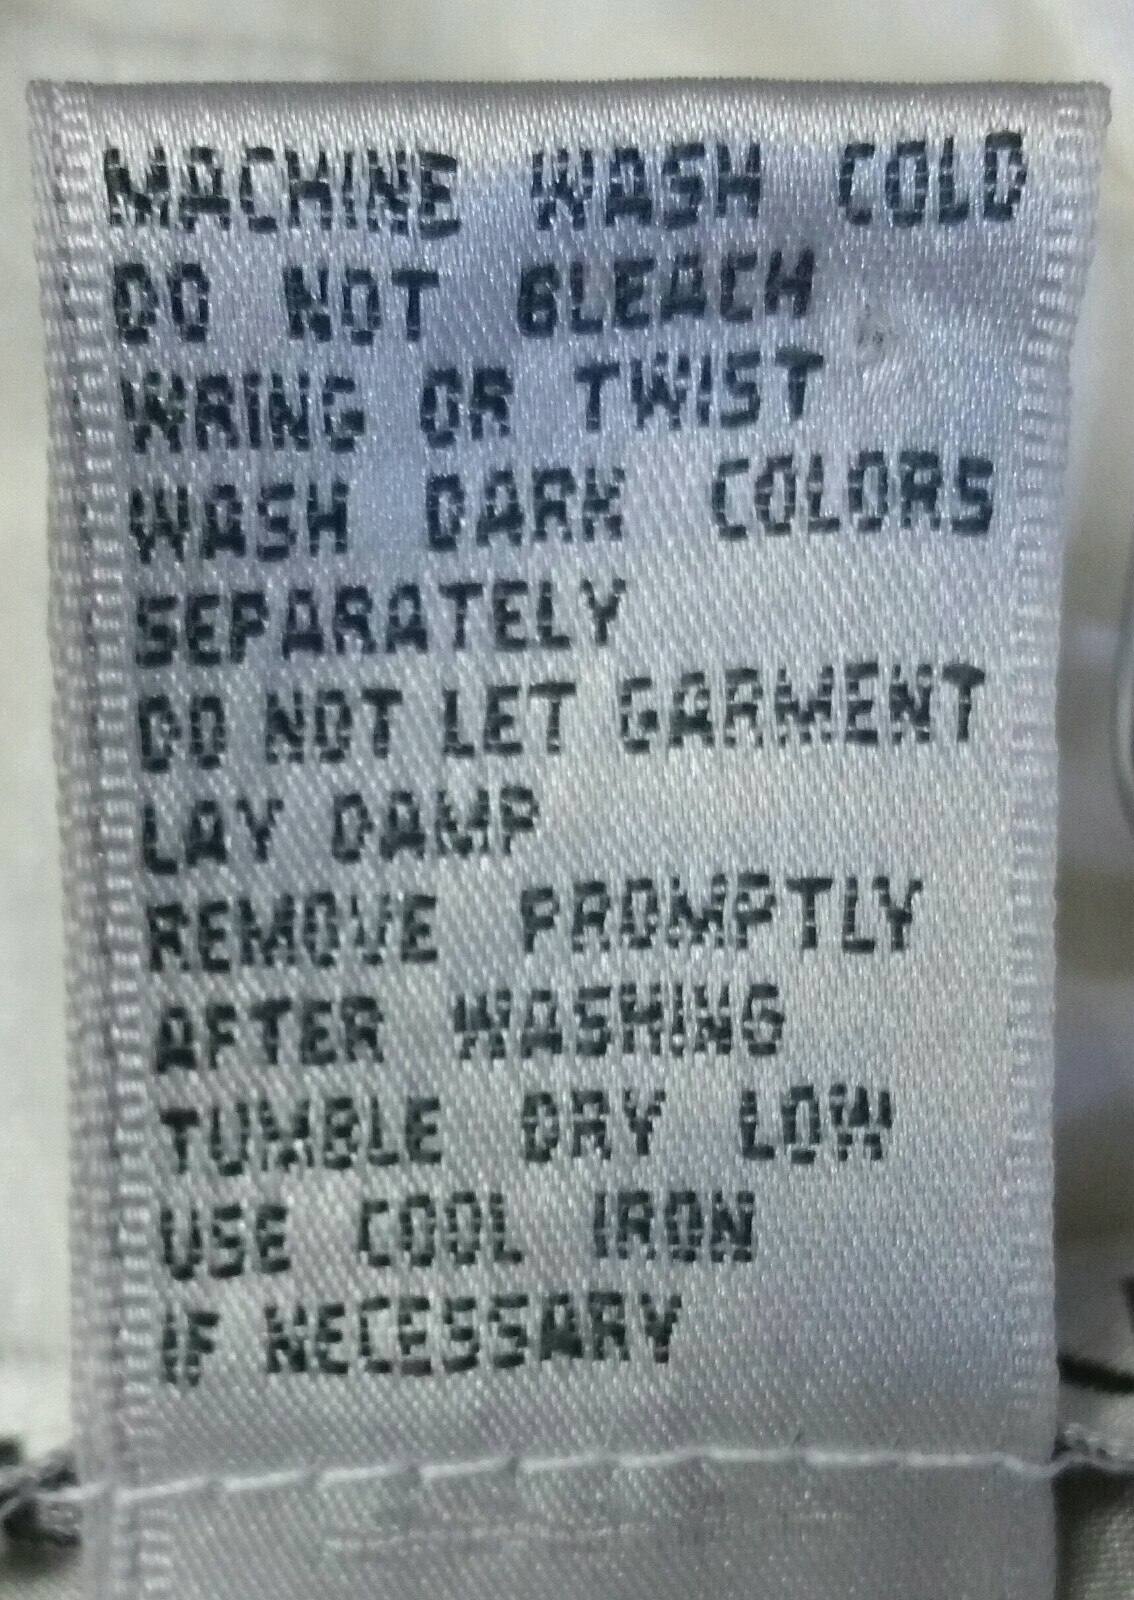 MACHINE WASH COLD
DO NOT BLEACH
WRING OR TWIST
WASH DARK COLORS
SEPARATELY
DO NOT LET GARMENT
LAY DAMP
REMOVE PROMPTLY
AFTER WASHING
TUMBLE DRY LOW
USE COOL IRON
IF NECESSARY